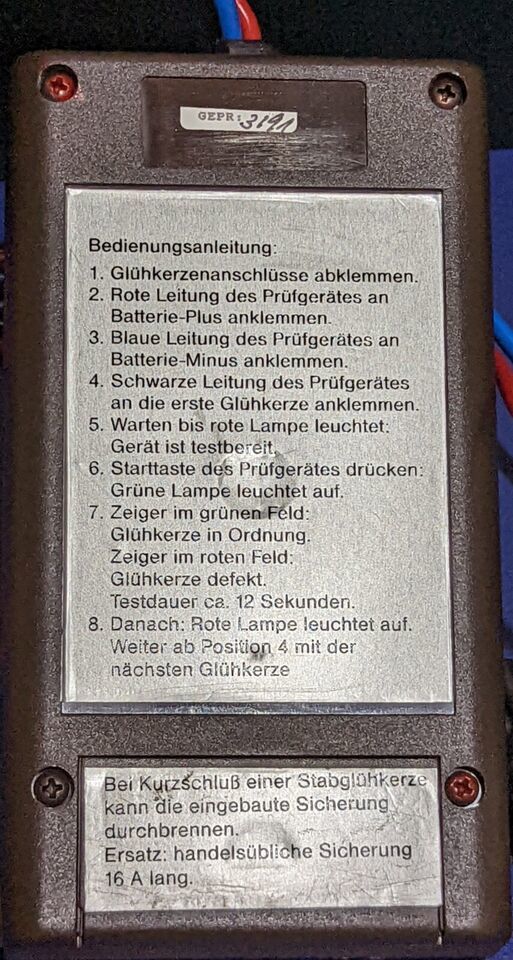 GEPR: 3191
Bedienungsanleitung:
1. Glühkerzenanschlüsse abklemmen.
2. Rote Leitung des Prüfgerätes an
Batterie-Plus anklemmen.
3. Blaue Leitung des Prüfgerätes an
Batterie-Minus anklemmen.
4. Schwarze Leitung des Prüfgerätes
an die erste Glühkerze anklemmen.
5. Warten bis rote Lampe leuchtet:
Gerät ist testbereit.
6. Starttaste des Prüfgerätes drücken:
Grüne Lampe leuchtet auf.
7. Zeiger im grünen Feld:
Glühkerze in Ordnung.
Zeiger im roten Feld:
Glühkerze defekt.
Testdauer ca. 12 Sekunden.
8. Danach: Rote Lampe leuchtet auf.
Weiter ab Position 4 mit der
nächsten Glühkerze
Bei Kurzschluß einer Stabglühkerze
kann die eingebaute Sicherung
durchbrennen.
Ersatz: handelsübliche Sicherung
16 A lang.